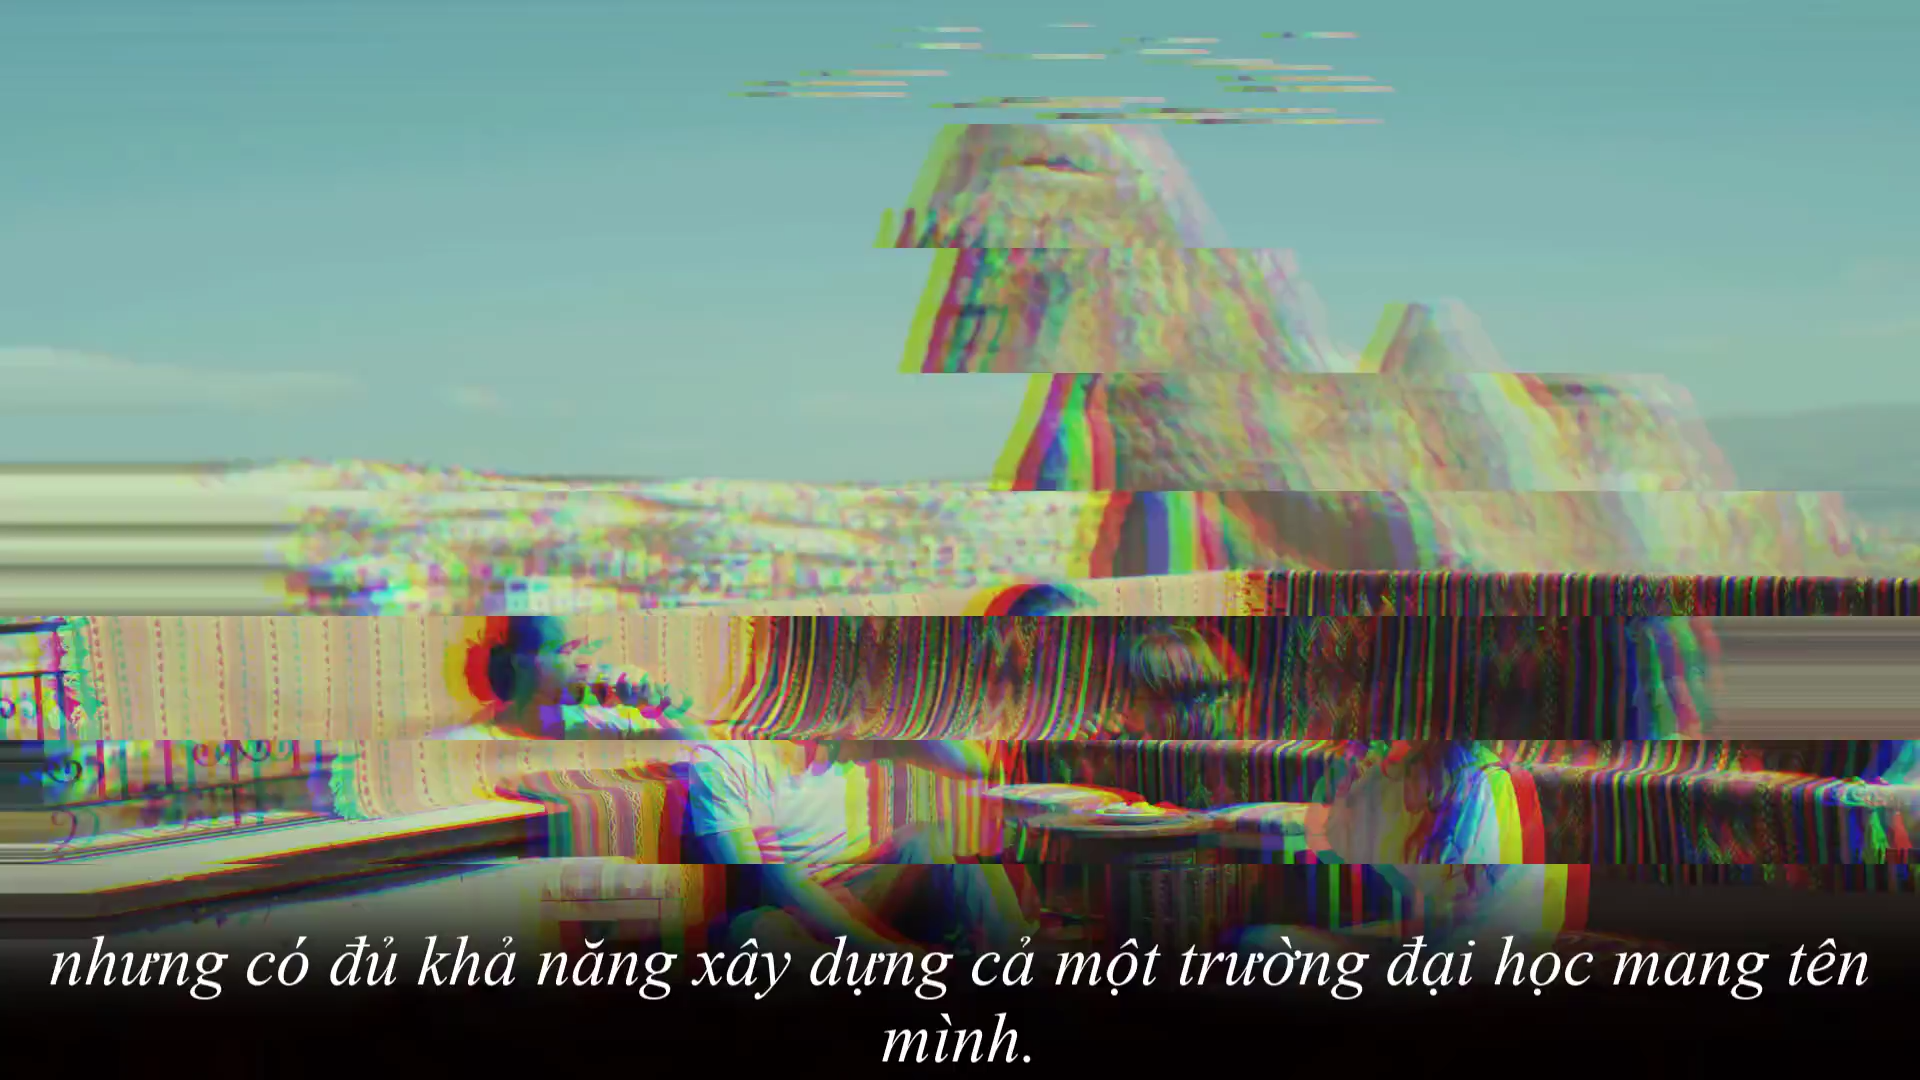 nhưng có đủ khả năng xây dựng cả một trường đại học mang tên
mình.